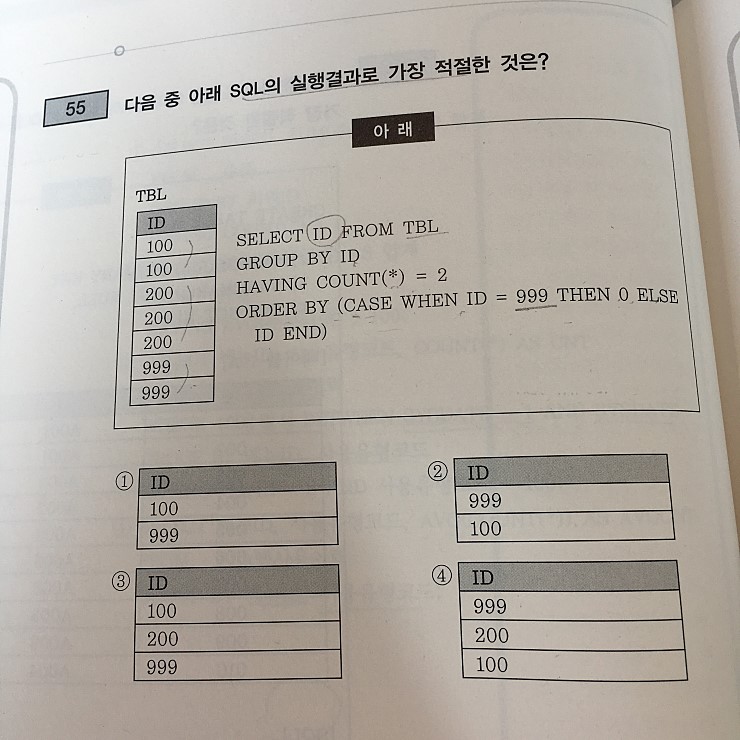 55 다음 중 아래 SQL의 실행결과로 가장 적절한 것은?
아 래
TBL
ID
100
100
200
200
200
999
999
SELECT ID FROM TBL
GROUP BY ID
HAVING COUNT(*) = 2
ORDER BY (CASE WHEN ID = 999 THEN 0 ELSE
ID END)
① ID
100
999
② ID
999
100
③ ID
100
200
999
④ ID
999
200
100